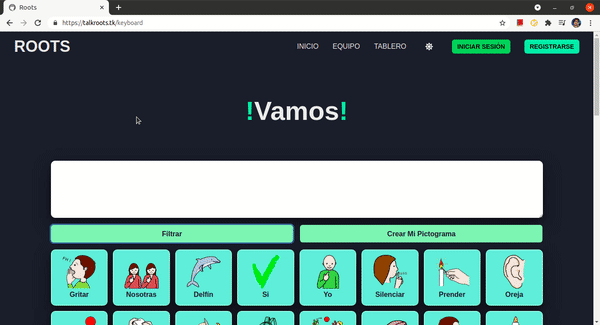 Roots
https://talkroots.tk/keyboard
ROOTS INICIO EQUIPO TABLERO INICIAR SESIÓN REGISTRARSE
!Vamos!
Filtrar Crear Mi Pictograma
Gritar Nosotras Delfín Si Yo Silenciar Prender Oreja